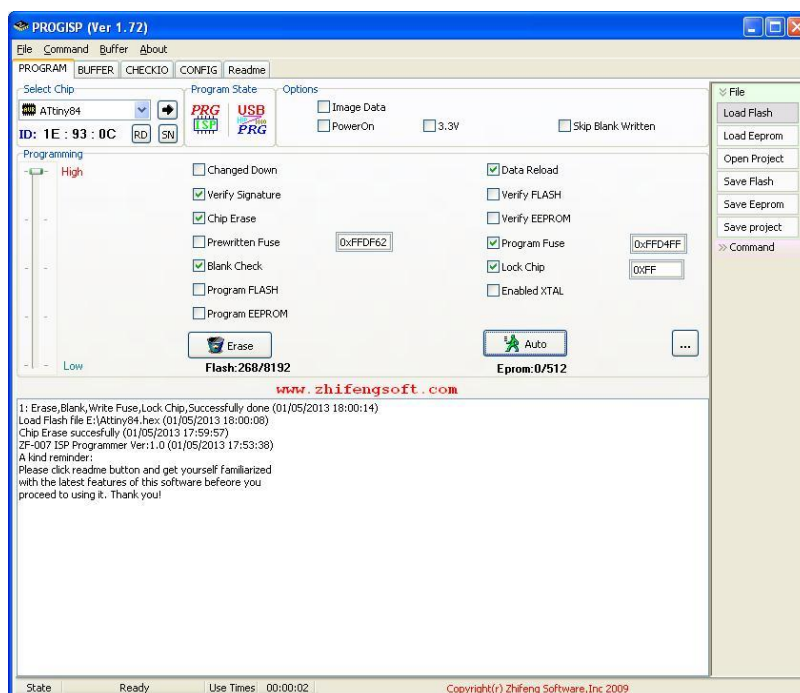 PROGISP (Ver 1.72)
File Command Buffer About
PROGRAM BUFFER CHECKIO CONFIG Readme
Select Chip
ATtiny84
ID: 1E : 93 : 0C RD SN
Program State
PRG ISP
USB PRG
Options
Image Data
PowerOn 3.3V Skip Blank Written
Programming
High
Low
Changed Down
Verify Signature
Chip Erase
Prewritten Fuse 0xFFDF62
Blank Check
Program FLASH
Program EEPROM
Data Reload
Verify FLASH
Verify EEPROM
Program Fuse 0xFFD4FF
Lock Chip 0XFF
Enabled XTAL
Erase
Auto
...
Flash:268/8192
Eprom:0/512
www.zhifengsoft.com
1: Erase,Blank,Write Fuse,Lock Chip,Successfully done (01/05/2013 18:00:14)
Load Flash file E:\Attiny84.hex (01/05/2013 18:00:08)
Chip Erase succesfully (01/05/2013 17:59:57)
ZF-007 ISP Programmer Ver:1.0 (01/05/2013 17:53:38)
A kind reminder:
Please click readme button and get yourself familiarized
with the latest features of this software befeore you
proceed to using it. Thank you!
File
Load Flash
Load Eeprom
Open Project
Save Flash
Save Eeprom
Save project
Command
State Ready Use Times 00:00:02 Copyright(r) Zhifeng Software,Inc 2009